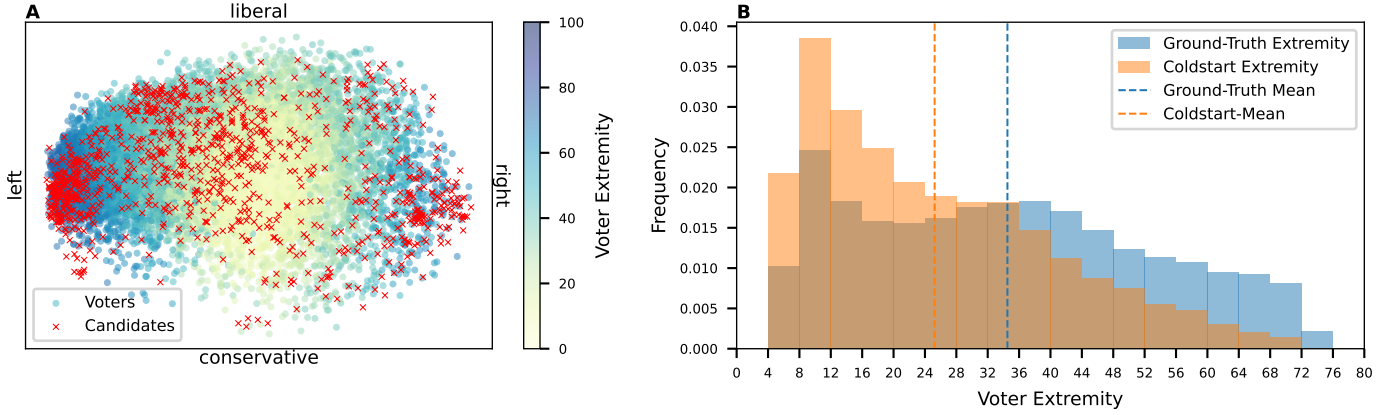 A
liberal
left
right
conservative
Voters
Candidates
100
80
60
40
20
0
Voter Extremity
B
Frequency
0.040
0.035
0.030
0.025
0.020
0.015
0.010
0.005
0.000
Ground-Truth Extremity
Coldstart Extremity
Ground-Truth Mean
Coldstart-Mean
0 4 8 12 16 20 24 28 32 36 40 44 48 52 56 60 64 68 72 76 80
Voter Extremity